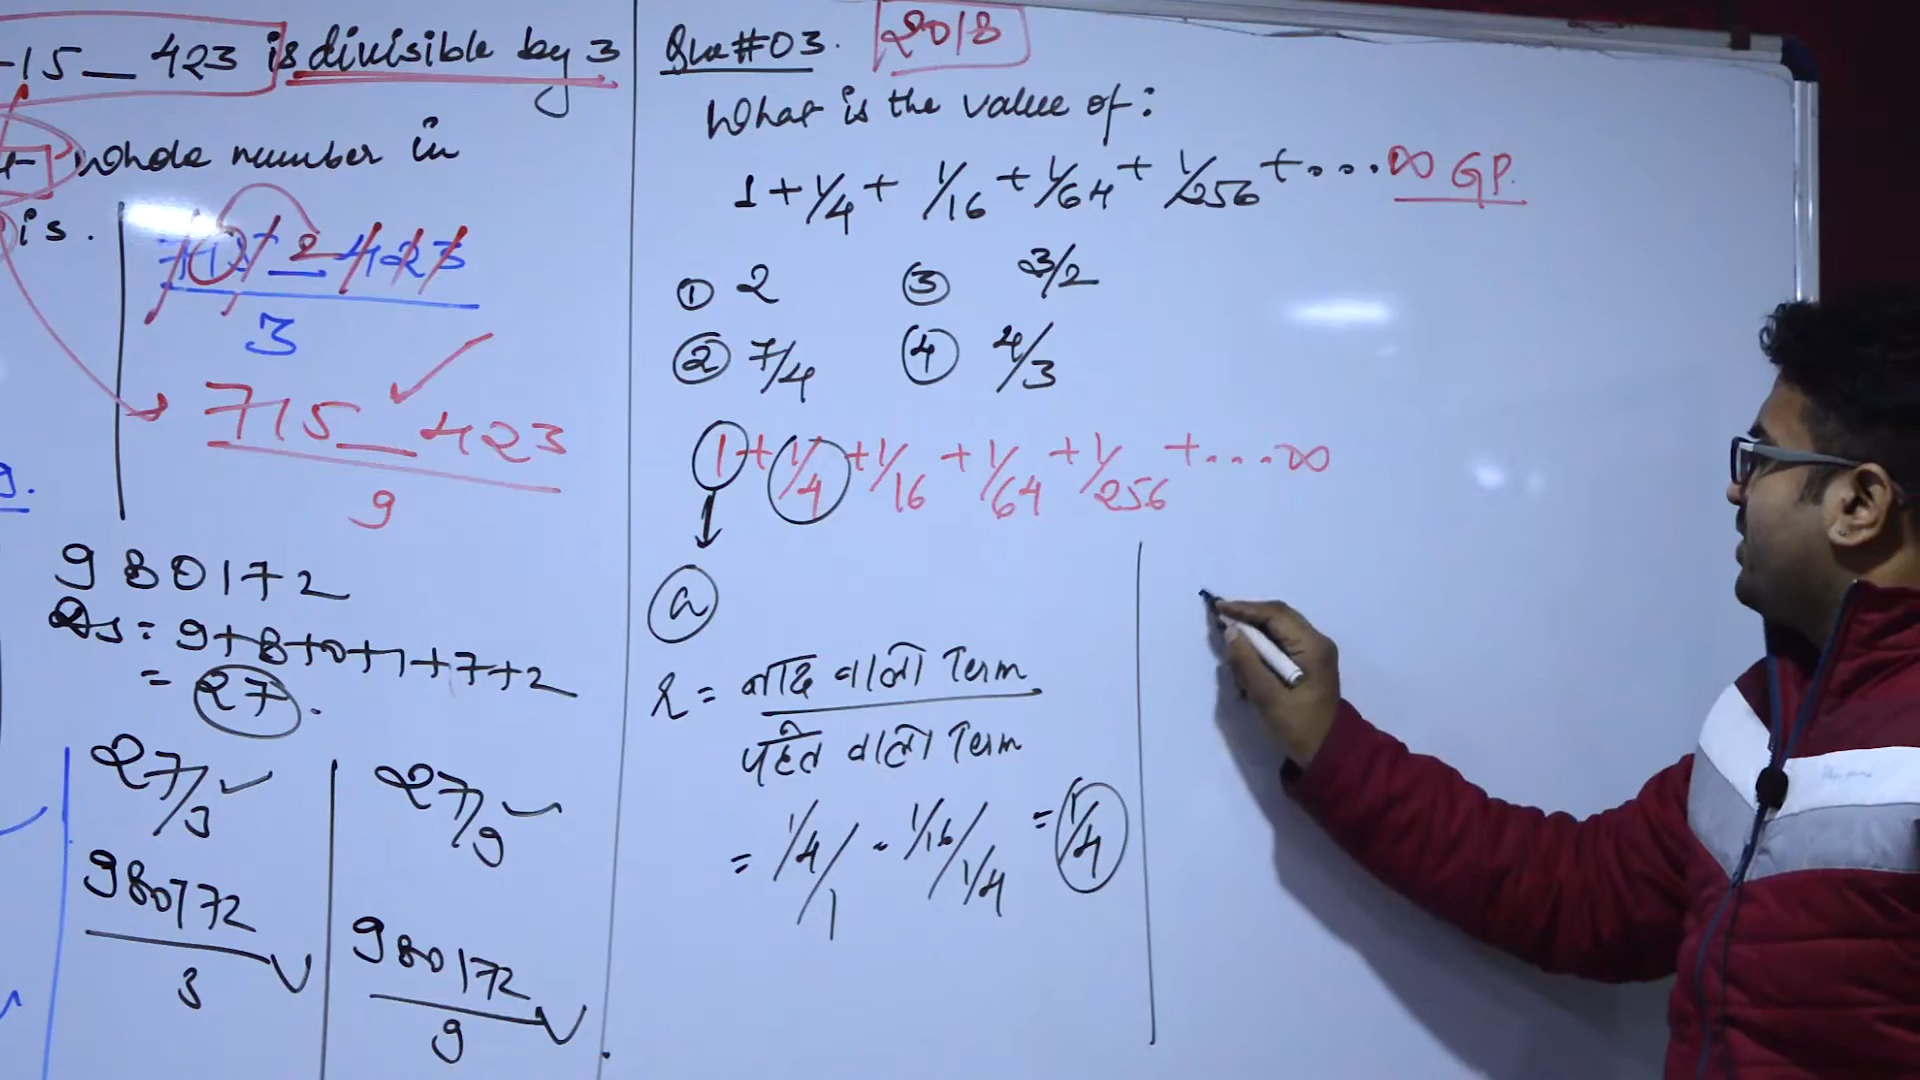 15_ 423 is divisible by 3
whole number in
is.
3
715_423
9
9.
980172
= 9+8+0+1+7+2
= 27.
27/3
27/9
980172
3
980172
9
Que#03. 2018
What is the value of:
1 + 1/4 + 1/16 + 1/64 + 1/256 + .... ∞ GP.
① 2 ③ 3/2
② 7/4 ④ 4/3
1 + 1/4 + 1/16 + 1/64 + 1/256 + .... ∞
a
r = बाद वाली Term
पहले वाली Term
= 1/4/1 = 1/16/1/4 = 1/4